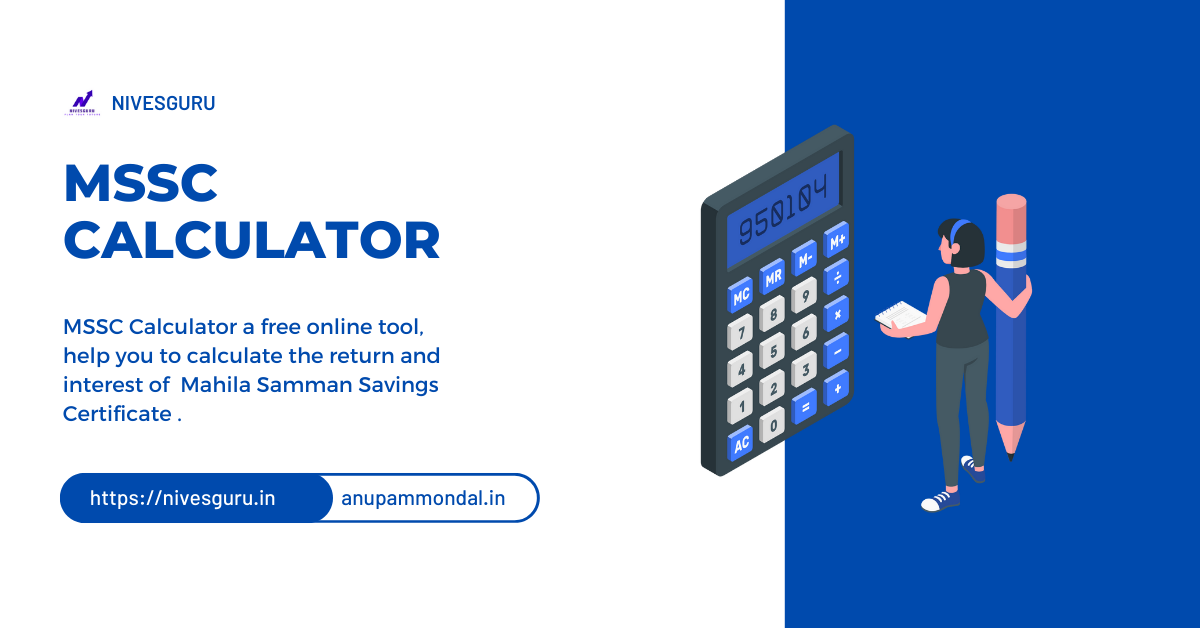 NIVESGURU
NIVESGURU
MSSC
CALCULATOR
MSSC Calculator a free online tool,
help you to calculate the return and
interest of  Mahila Samman Savings
Certificate .
https://nivesguru.in
anupammondal.in
950104
MC MR M- M+
7 8 9 ÷
4 5 6 x
1 2 3 −
AC 0 = +